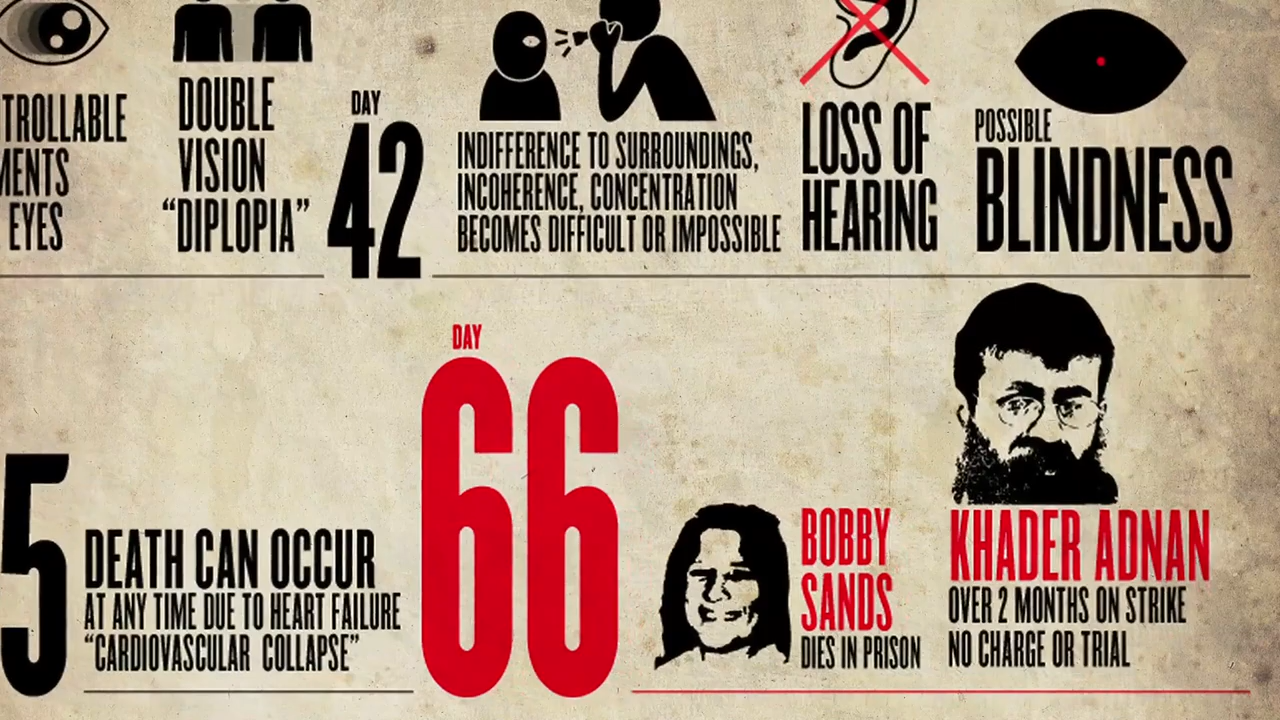 DOUBLE
VISION
“DIPLOPIA”
EYES
DAY
42
INDIFFERENCE TO SURROUNDINGS,
INCOHERENCE, CONCENTRATION
BECOMES DIFFICULT OR IMPOSSIBLE
LOSS OF
HEARING
POSSIBLE
BLINDNESS
5
DEATH CAN OCCUR
AT ANY TIME DUE TO HEART FAILURE
“CARDIOVASCULAR COLLAPSE”
DAY
66
BOBBY
SANDS
DIES IN PRISON
KHADER ADNAN
OVER 2 MONTHS ON STRIKE
NO CHARGE OR TRIAL